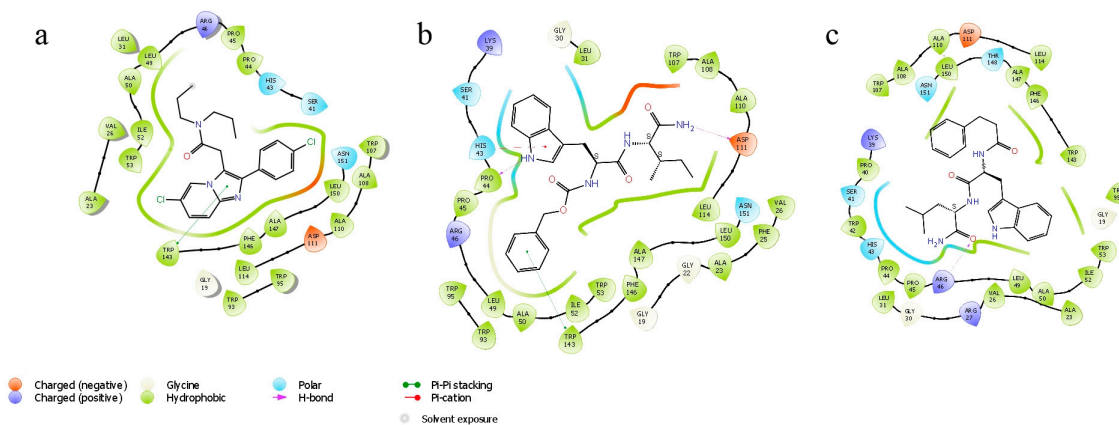 a
ARG
46
LEU
31
PRO
45
LEU
49
PRO
44
ALA
50
HIS
43
SER
41
VAL
26
ILE
52
TRP
53
ALA
23
N
O
N
N
Cl
Cl
ASN
151
TRP
107
LEU
150
ALA
108
ALA
147
ALA
110
PHE
146
ASP
111
TRP
143
LEU
114
GLY
19
TRP
95
TRP
93
b
GLY
30
LYS
39
LEU
31
TRP
107
ALA
108
SER
41
ALA
110
HIS
43
ASP
111
PRO
44
PRO
45
ARG
46
NH
O
NH2
HN
S
S
S
O
NH
O
O
LEU
114
ASN
151
VAL
26
LEU
150
PHE
25
ALA
147
ALA
23
PHE
146
GLY
22
GLY
19
TRP
53
ILE
52
TRP
95
LEU
49
ALA
50
TRP
93
TRP
143
c
ALA
110
ASP
111
THR
148
LEU
114
ALA
108
LEU
150
ALA
147
TRP
107
ASN
151
PHE
146
TRP
143
LYS
39
PRO
40
SER
41
TRP
42
HIS
43
NH
O
O
NH
S
H2N
O
N
H
TRP
95
GLY
19
TRP
53
ILE
52
PRO
44
PRO
45
ARG
46
LEU
49
ALA
50
VAL
26
ALA
23
LEU
31
GLY
30
ARG
27
Charged (negative)
Charged (positive)
Glycine
Hydrophobic
Polar
H-bond
Pi-Pi stacking
Pi-cation
Solvent exposure